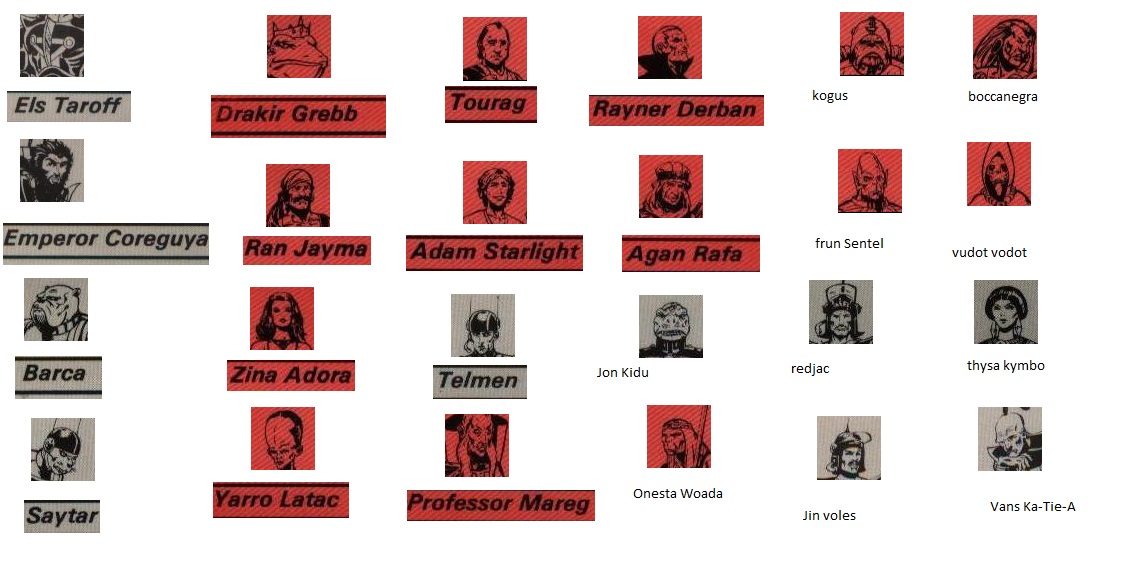 Els Taroff
Drakir Grebb
Tourag
Rayner Derban
kogus
boccanegra
Emperor Coreguya
Ran Jayma
Adam Starlight
Agan Rafa
frun Sentel
vudot vodot
Barca
Zina Adora
Telmen
Jon Kidu
redjac
thysa kymbo
Saytar
Yarro Latac
Professor Mareg
Onesta Woada
Jin voles
Vans Ka-Tie-A